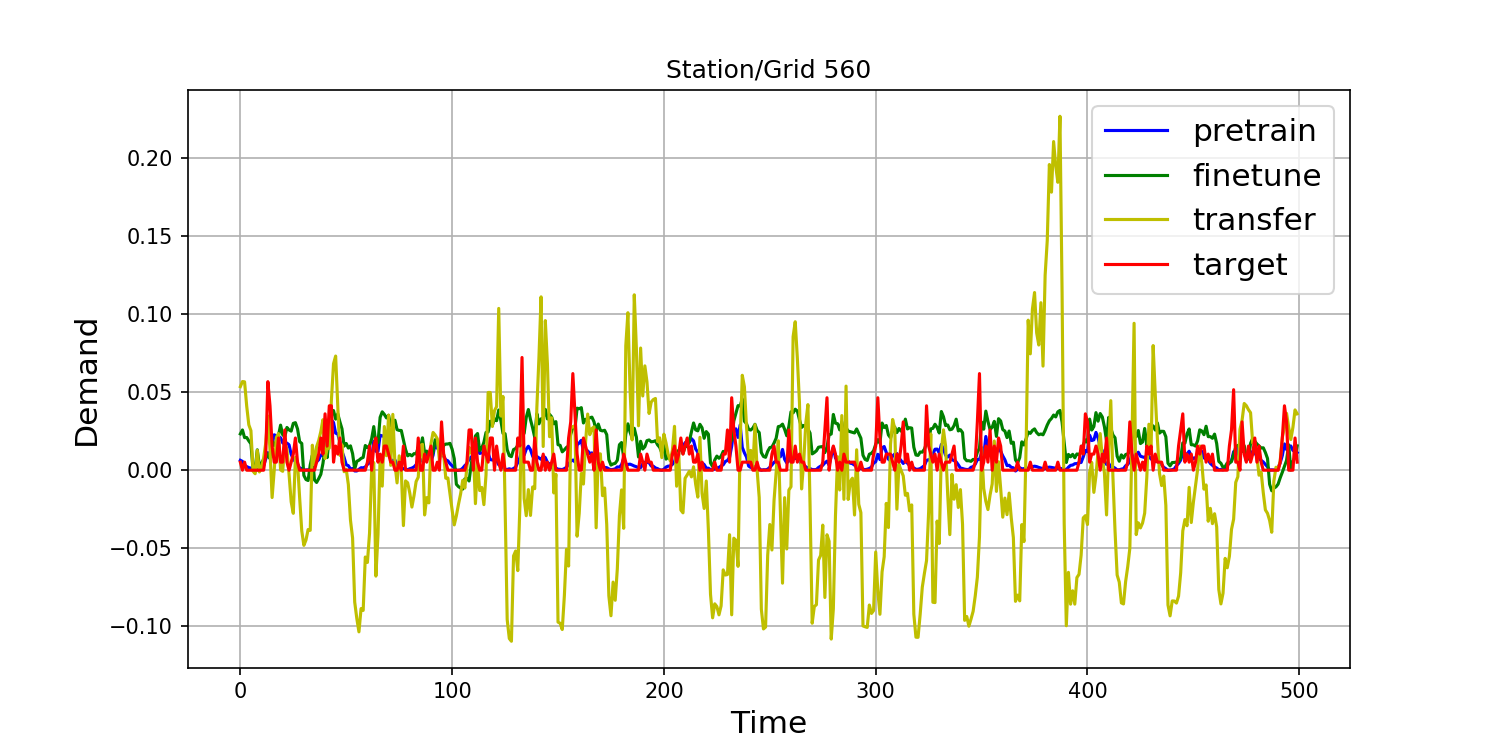 Station/Grid 560
pretrain
finetune
transfer
target
Demand
0.20
0.15
0.10
0.05
0.00
−0.05
−0.10
0 100 200 300 400 500
Time